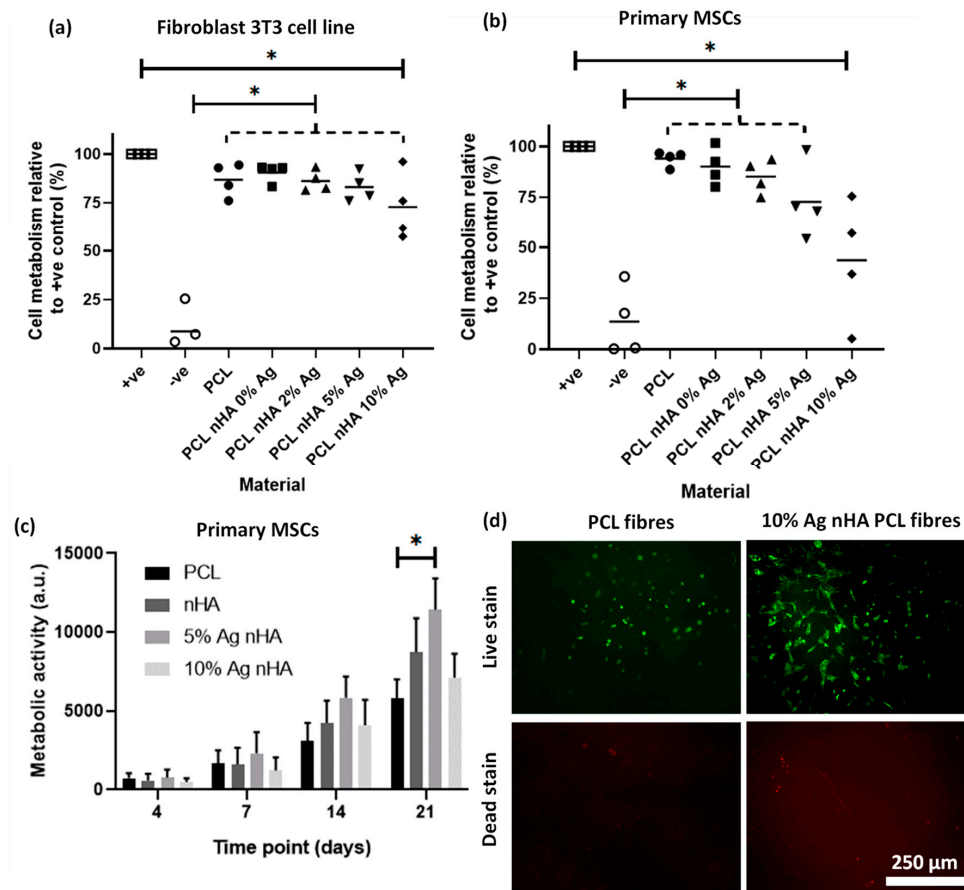 (a)
Fibroblast 3T3 cell line
*
*
Cell metabolism relative
to +ve control (%)
100
75
50
25
0
+ve
-ve
PCL
PCL nHA 0% Ag
PCL nHA 2% Ag
PCL nHA 5% Ag
PCL nHA 10% Ag
Material
(b)
Primary MSCs
*
*
Cell metabolism relative
to +ve control (%)
100
75
50
25
0
+ve
-ve
PCL
PCL nHA 0% Ag
PCL nHA 2% Ag
PCL nHA 5% Ag
PCL nHA 10% Ag
Material
(c)
Primary MSCs
*
Metabolic activity (a.u.)
15000
10000
5000
0
PCL
nHA
5% Ag nHA
10% Ag nHA
4
7
14
21
Time point (days)
(d)
PCL fibres
10% Ag nHA PCL fibres
Live stain
Dead stain
250 µm